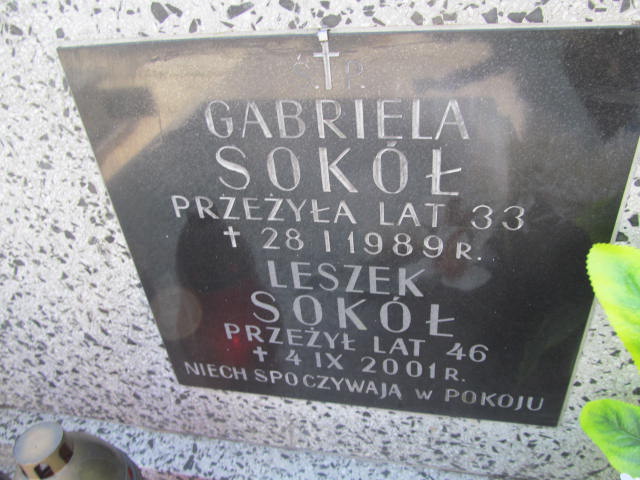 Ś. P.
GABRIELA
SOKÓŁ
PRZEŻYŁA LAT 33
✝ 28 I 1989 R.
LESZEK
SOKÓŁ
PRZEŻYŁ LAT 46
✝ 4 IX 2001 R.
NIECH SPOCZYWAJĄ W POKOJU